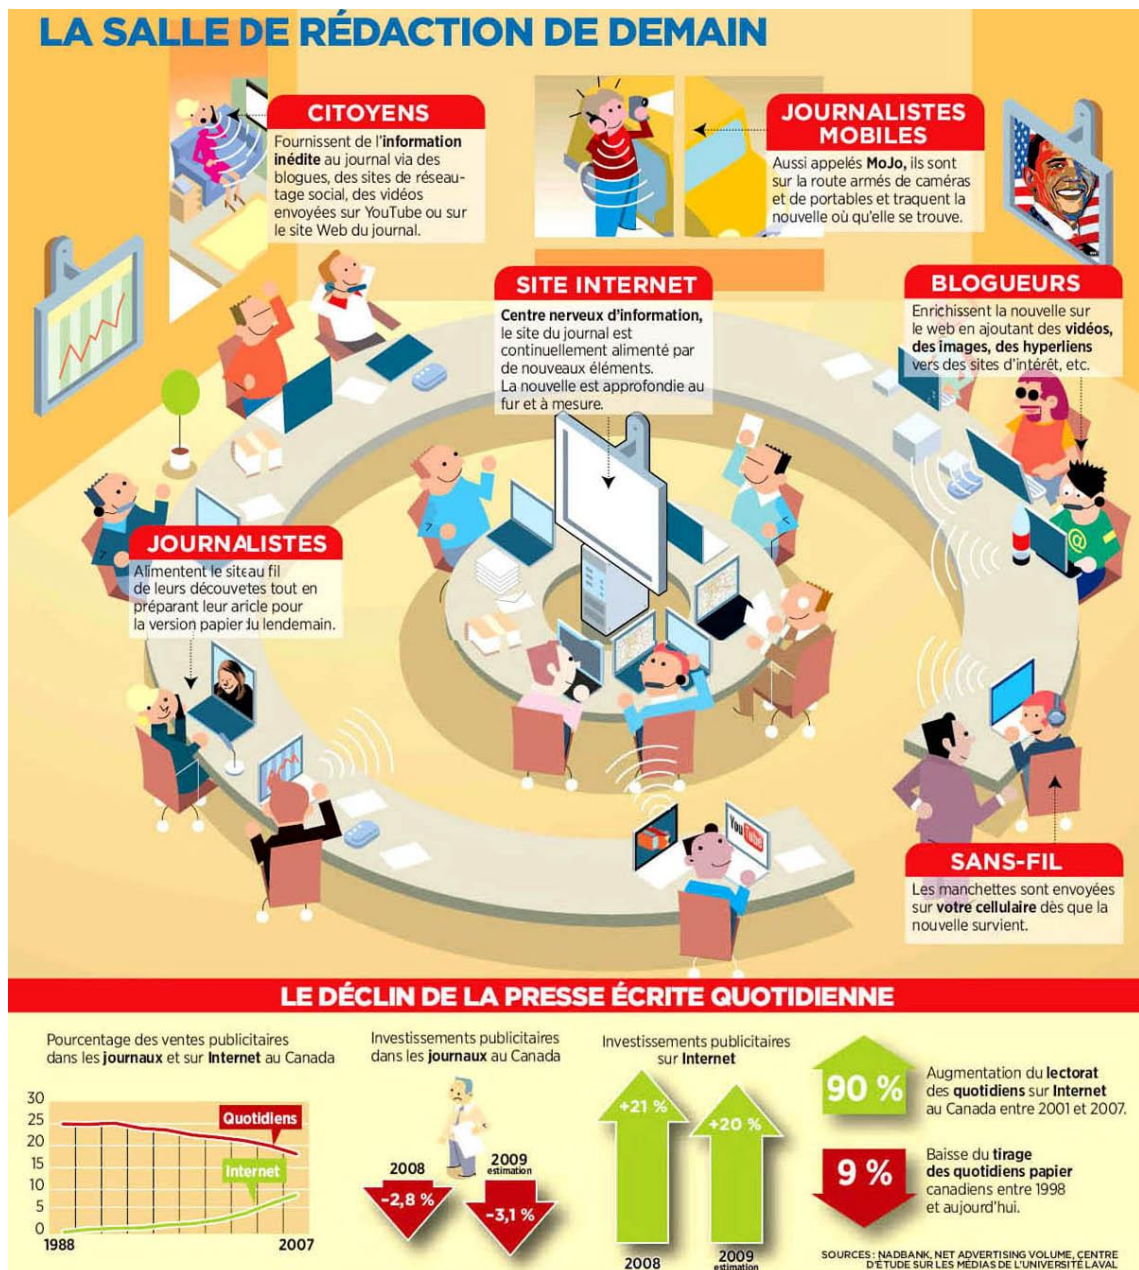 LA SALLE DE RÉDACTION DE DEMAIN
CITOYENS
Fournissent de l'information
inédite au journal via des
blogues, des sites de réseau-
tage social, des vidéos
envoyées sur YouTube ou sur
le site Web du journal.
JOURNALISTES
MOBILES
Aussi appelés MoJo, ils sont
sur la route armés de caméras
et de portables et traquent la
nouvelle où qu'elle se trouve.
SITE INTERNET
Centre nerveux d'information,
le site du journal est
continuellement alimenté par
de nouveaux éléments.
La nouvelle est approfondie au
fur et à mesure.
BLOGUEURS
Enrichissent la nouvelle sur
le web en ajoutant des vidéos,
des images, des hyperliens
vers des sites d'intérêt, etc.
JOURNALISTES
Alimentent le site au fil
de leurs découvetes tout en
préparant leur aricle pour
la version papier du lendemain.
@
You Tube
SANS-FIL
Les manchettes sont envoyées
sur votre cellulaire dès que la
nouvelle survient.
LE DÉCLIN DE LA PRESSE ÉCRITE QUOTIDIENNE
Pourcentage des ventes publicitaires
dans les journaux et sur Internet au Canada
30
25
20
15
10
5
0
Quotidiens
Internet
1988
2007
Investissements publicitaires
dans les journaux au Canada
2008
-2,8 %
2009
estimation
-3,1 %
Investissements publicitaires
sur Internet
+21 %
2008
+20 %
2009
estimation
90 %
Augmentation du lectorat
des quotidiens sur Internet
au Canada entre 2001 et 2007.
9 %
Baisse du tirage
des quotidiens papier
canadiens entre 1998
et aujourd'hui.
SOURCES : NADBANK, NET ADVERTISING VOLUME, CENTRE
D'ÉTUDE SUR LES MÉDIAS DE L'UNIVERSITÉ LAVAL